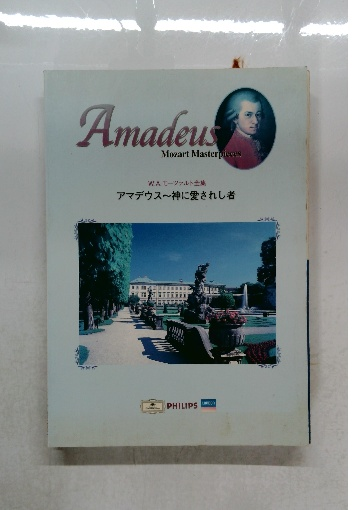 Amadeus
Mozart Masterpieces
W.A.モーツァルト全集
アマデウス～神に愛されし者
PHILIPS